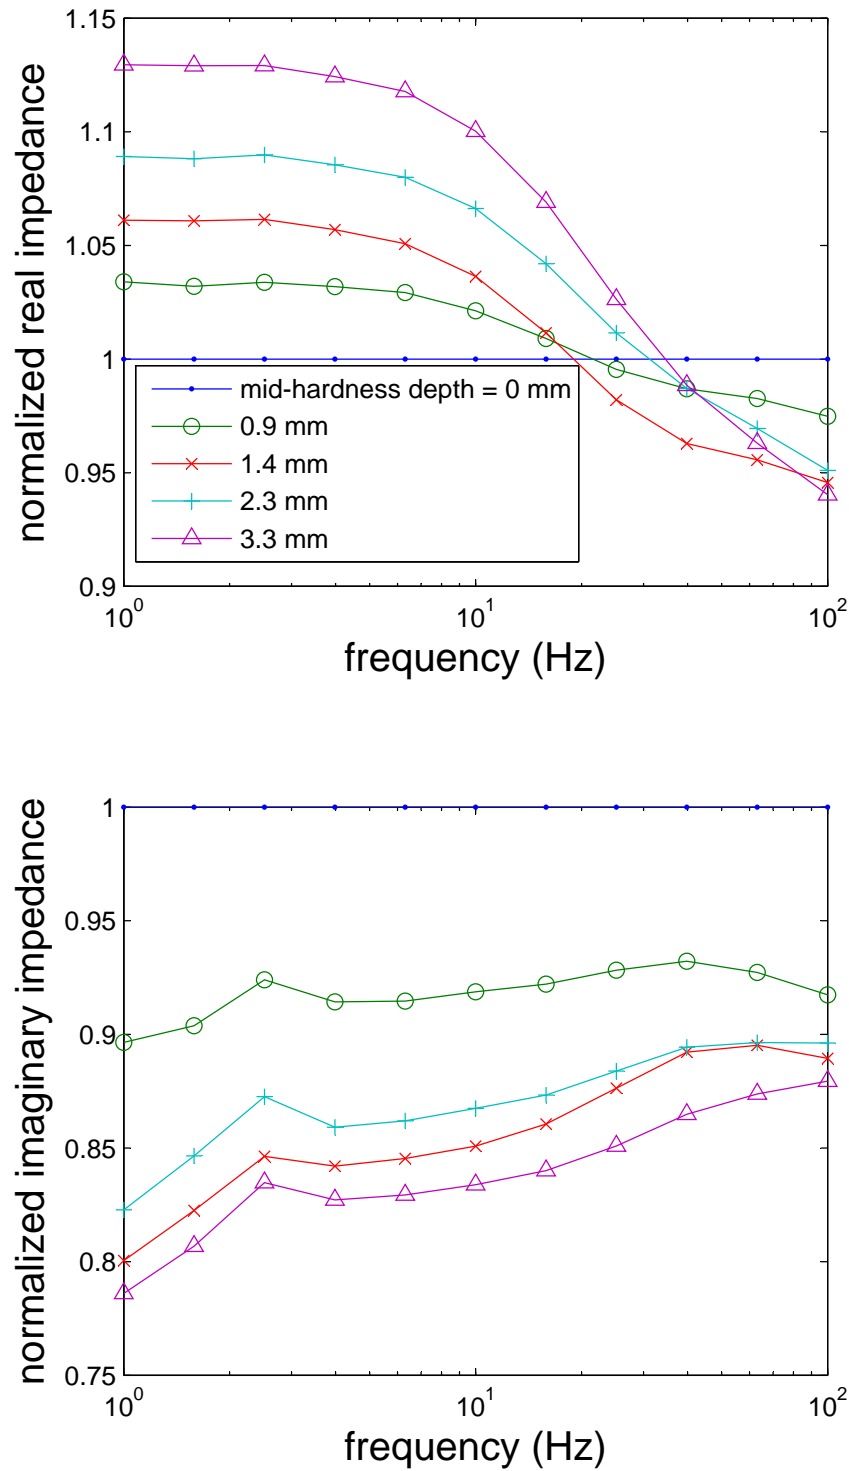 normalized real impedance
1.15
1.1
1.05
1
0.95
0.9
mid-hardness depth = 0 mm
0.9 mm
1.4 mm
2.3 mm
3.3 mm
10^0 10^1 10^2
frequency (Hz)
normalized imaginary impedance
1
0.95
0.9
0.85
0.8
0.75
10^0 10^1 10^2
frequency (Hz)